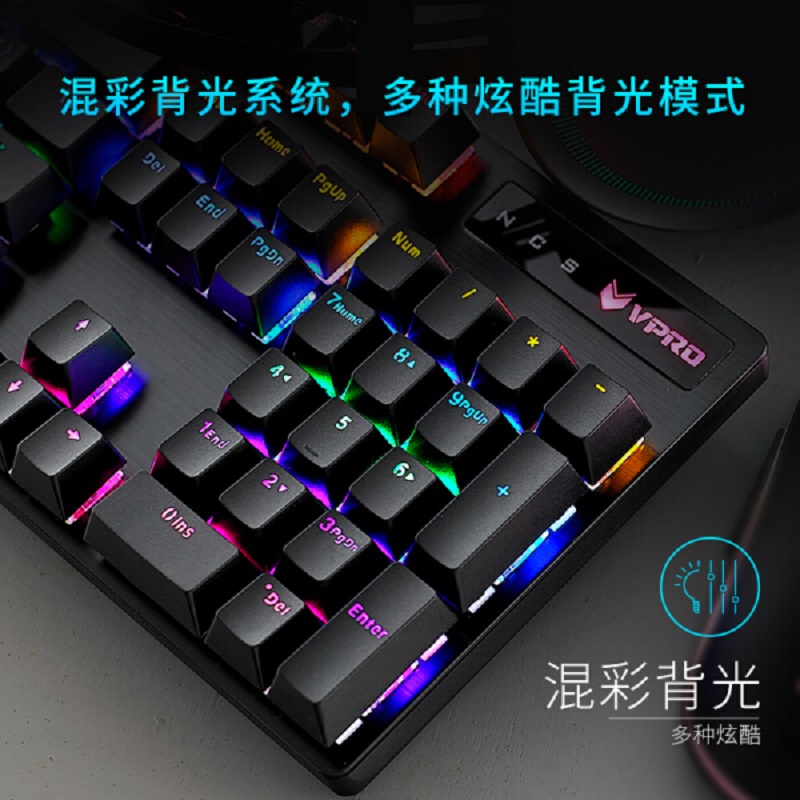 混彩背光系统，多种炫酷背光模式
Home
PgUp
Del
End
PgDn
Num
/
*
-
N/CS
VPRO
7Home
8▲
9PgUp
+
4◄
5
6►
1End
2▼
3PgDn
0Ins
•Del
Enter
↑
↓
→
混彩背光
多种炫酷